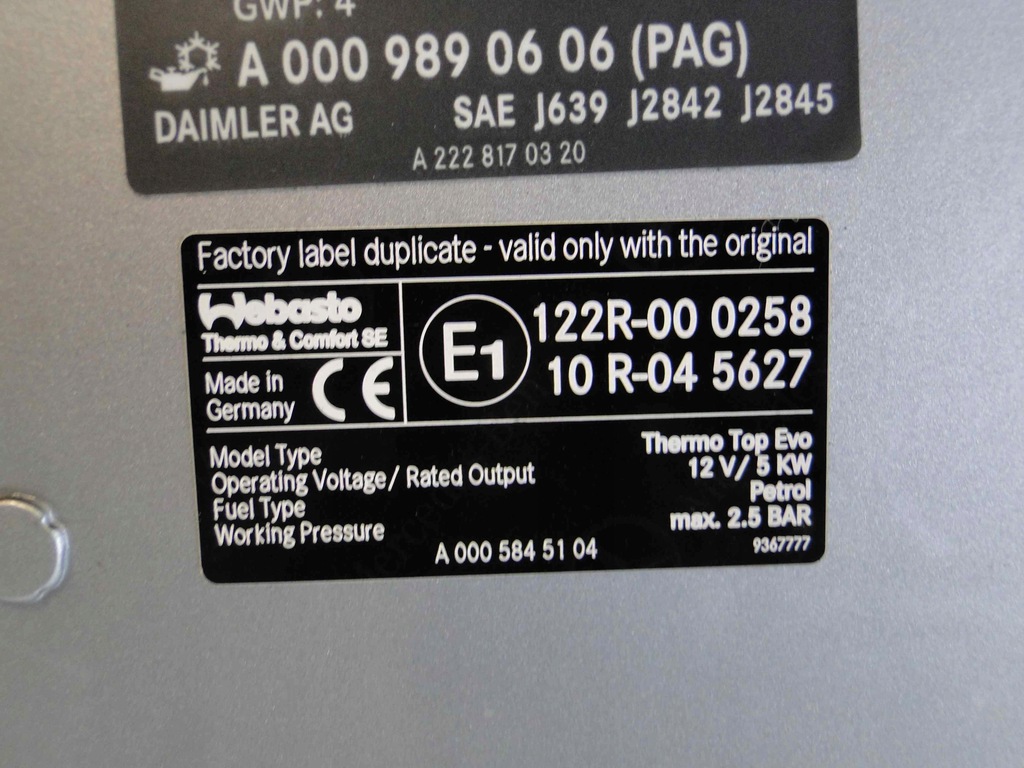 GWP: 4
A 000 989 06 06 (PAG)
DAIMLER AG SAE J639 J2842 J2845
A 222 817 03 20
Factory label duplicate - valid only with the original
Webasto
Thermo & Comfort SE
Made in
Germany
CE
E1
122R-00 0258
10 R-04 5627
Model Type Thermo Top Evo
Operating Voltage/ Rated Output 12 V/ 5 KW
Fuel Type Petrol
Working Pressure max. 2.5 BAR
A 000 584 51 04 9367777